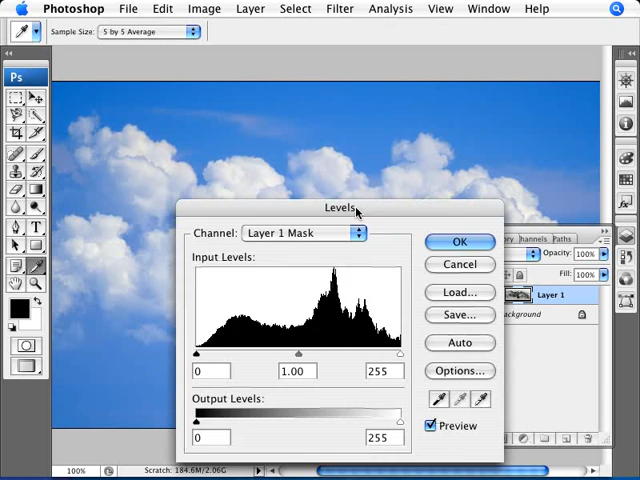 Photoshop File Edit Image Layer Select Filter Analysis View Window Help
Sample Size: 5 by 5 Average
Ps
Levels
Channel: Layer 1 Mask
Input Levels:
0 1.00 255
Output Levels:
0 255
OK
Cancel
Load...
Save...
Auto
Options...
Preview
Channels Paths
Opacity: 100%
Fill: 100%
Layer 1
100% Scratch: 184.6M/2.06G